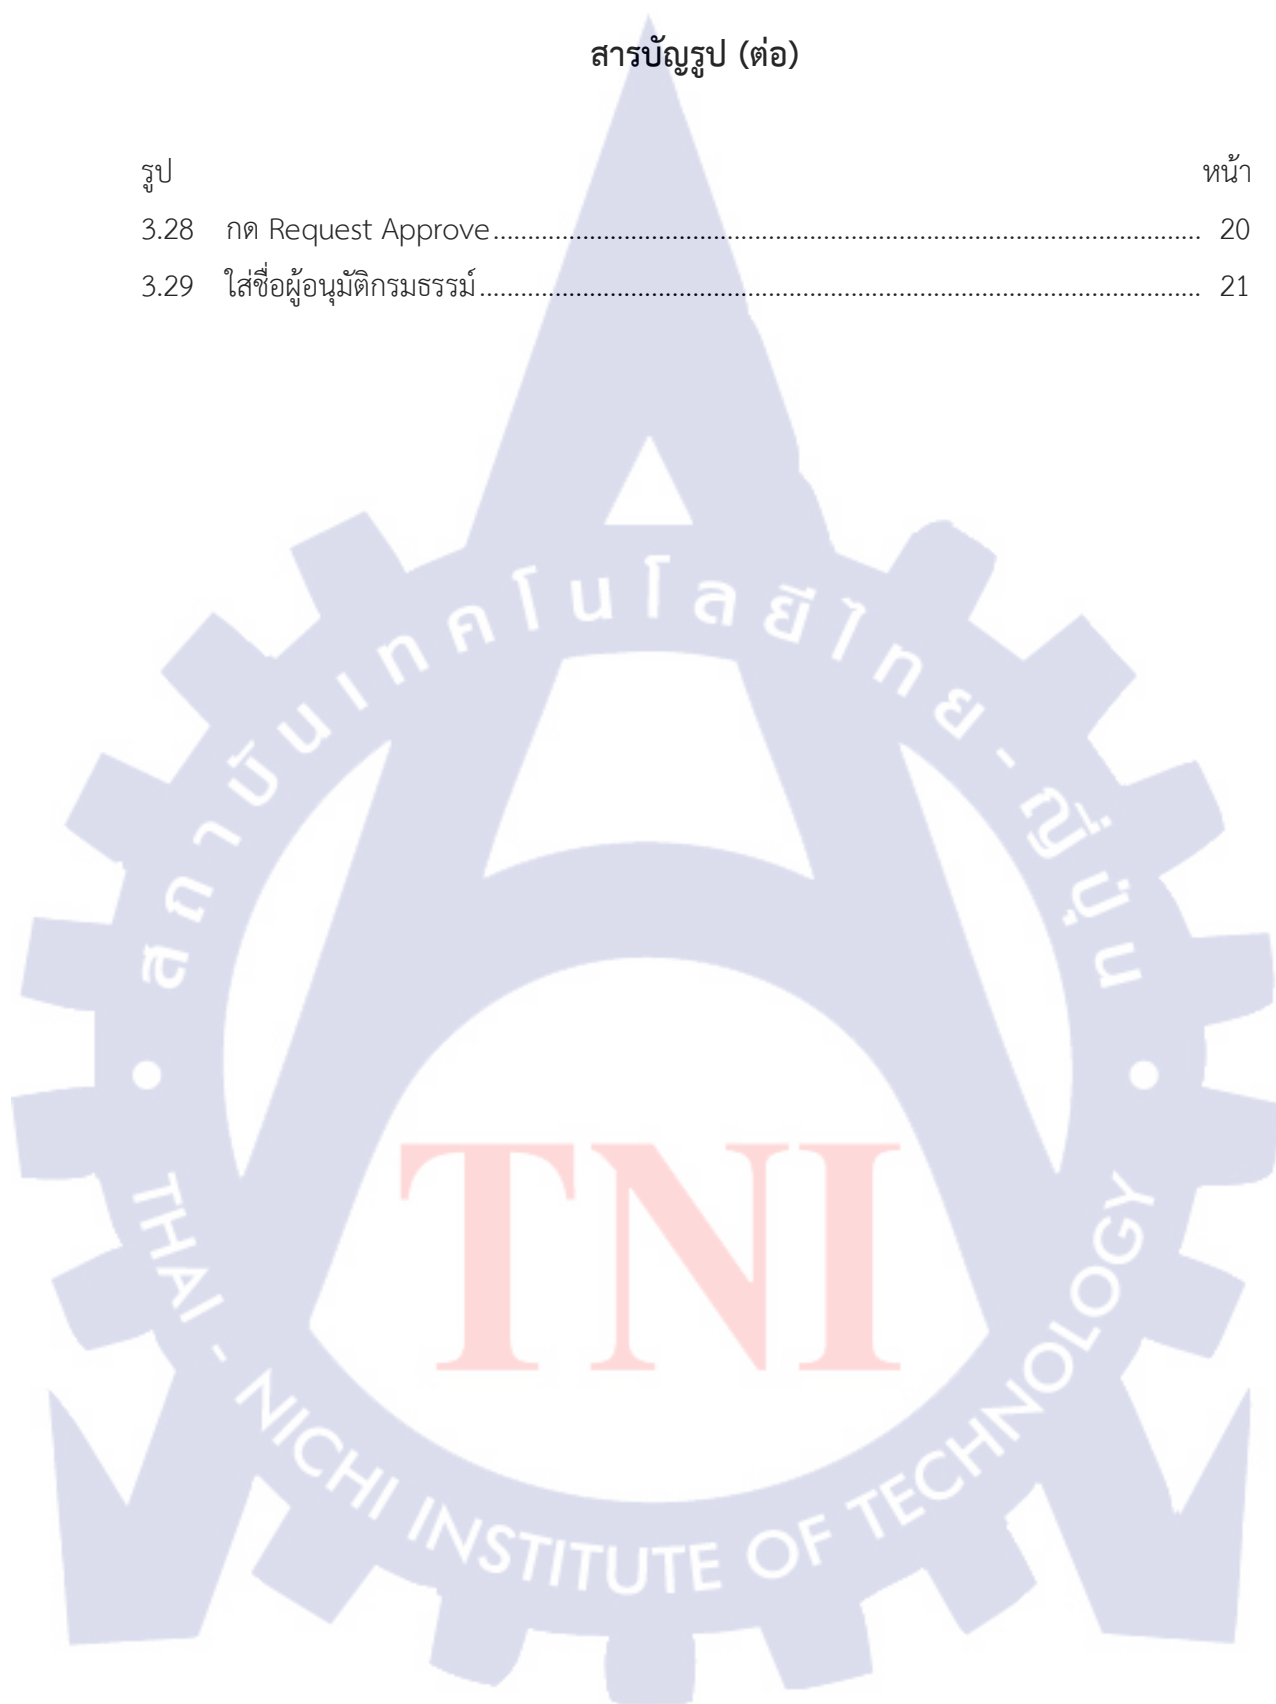 สารบัญรูป (ต่อ)
รูป หน้า
3.28 กด Request Approve 20
3.29 ใส่ชื่อผู้อนุมัติกรมธรรม์ 21
สถาบันเทคโนโลยีไทย-ญี่ปุ่น
TNI
THAI - NICHI INSTITUTE OF TECHNOLOGY